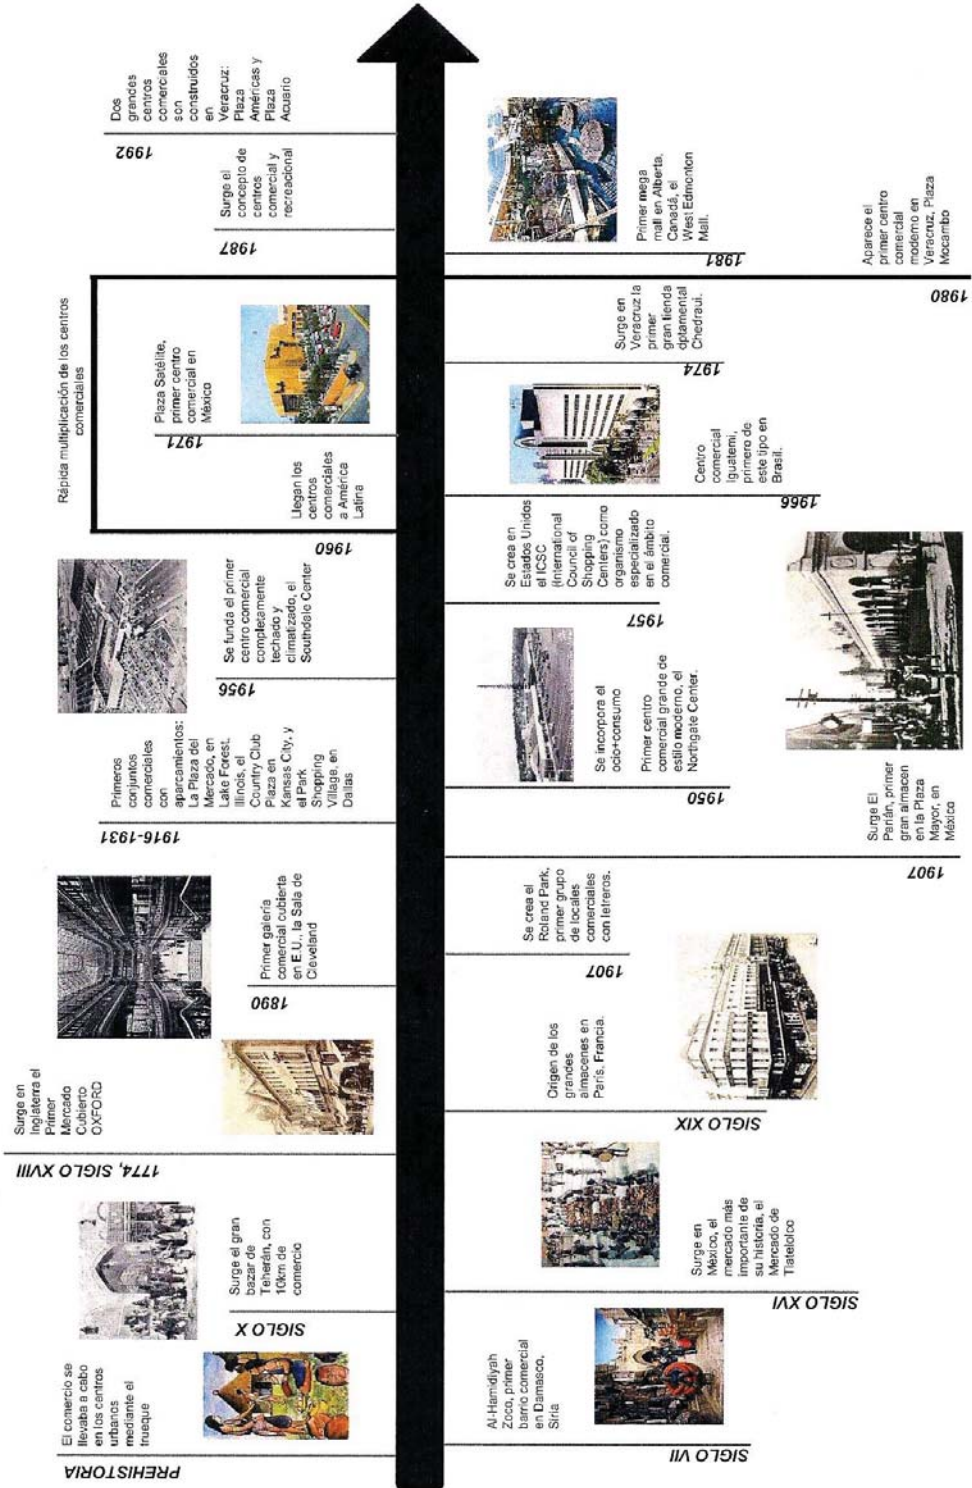 PREHISTORIA
El comercio se
llevaba a cabo
en los centros
urbanos
mediante el
trueque
SIGLO VII
Al-Hamidiyah
Zoco, primer
barrio comercial
en Damasco,
Siria
SIGLO X
Surge el gran
bazar de
Teherán, con
10km de
comercio
SIGLO XVI
Surge en
México, el
mercado más
importante de
su historia, el
Mercado de
Tlatelolco
1774, SIGLO XVIII
Surge en
Inglaterra el
Primer
Mercado
Cubierto
OXFORD
SIGLO XIX
Origen de los
grandes
almacenes en
París, Francia.
1890
Primer galería
comercial cubierta
en E.U., la Sala de
Cleveland
1907
Se crea el
Roland Park,
primer grupo
de locales
comerciales
con letreros.
1907
Surge El
Parián, primer
gran almacen
en la Plaza
Mayor, en
México
1916-1931
Primeros
conjuntos
comerciales
con
aparcamientos:
La Plaza del
Mercado, en
Lake Forest,
Illinois, el
Country Club
Plaza en
Kansas City, y
el Park
Shopping
Village, en
Dallas
1950
Se incorpora el
ocio+consumo
Primer centro
comercial grande de
estilo moderno, el
Northgate Center.
1956
Se funda el primer
centro comercial
completamente
techado y
climatizado, el
Southdale Center
1957
Se crea en
Estados Unidos
el ICSC
(International
Council of
Shopping
Centers) como
organismo
especializado
en el ámbito
comercial.
Rápida multiplicación de los centros
comerciales
1960
Llegan los
centros
comerciales
a América
Latina
1966
Centro
comercial
Iguatemi,
primero de
este tipo en
Brasil.
1971
Plaza Satélite,
primer centro
comercial en
México
1974
Surge en
Veracruz la
primer
gran tienda
dptamental
Chedraui.
1980
Aparece el
primer centro
comercial
moderno en
Veracruz, Plaza
Mocambo
1981
Primer mega
mall en Alberta,
Canadá, el
West Edmonton
Mall.
1987
Surge el
concepto de
centros
comercial y
recreacional
1992
Dos
grandes
centros
comerciales
son
construidos
en
Veracruz:
Plaza
Américas y
Plaza
Acuario